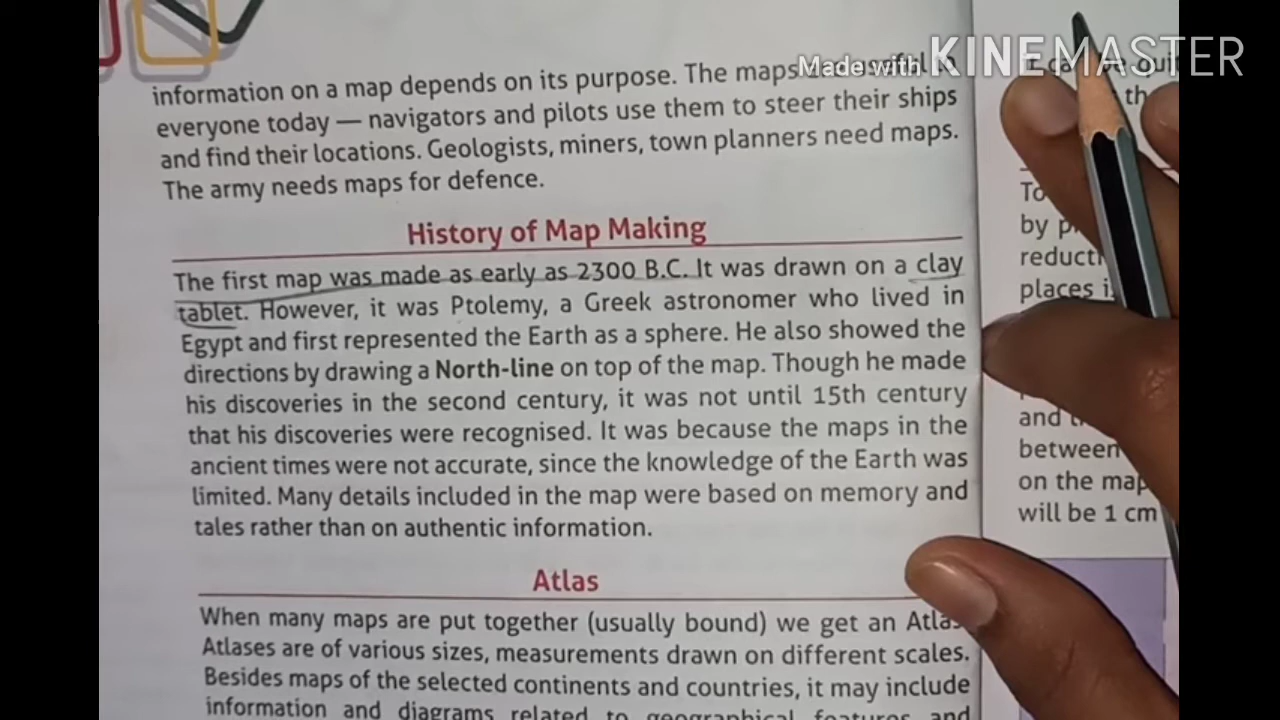 Made with KINEMASTER
information on a map depends on its purpose. The maps
everyone today — navigators and pilots use them to steer their ships
and find their locations. Geologists, miners, town planners need maps.
The army needs maps for defence.
History of Map Making
The first map was made as early as 2300 B.C. It was drawn on a clay
tablet. However, it was Ptolemy, a Greek astronomer who lived in
Egypt and first represented the Earth as a sphere. He also showed the
directions by drawing a North-line on top of the map. Though he made
his discoveries in the second century, it was not until 15th century
that his discoveries were recognised. It was because the maps in the
ancient times were not accurate, since the knowledge of the Earth was
limited. Many details included in the map were based on memory and
tales rather than on authentic information.
Atlas
When many maps are put together (usually bound) we get an Atlas
Atlases are of various sizes, measurements drawn on different scales.
Besides maps of the selected continents and countries, it may include
information and diagrams related to geographical features and
To
by
places
and
between
on the map
will be 1 cm